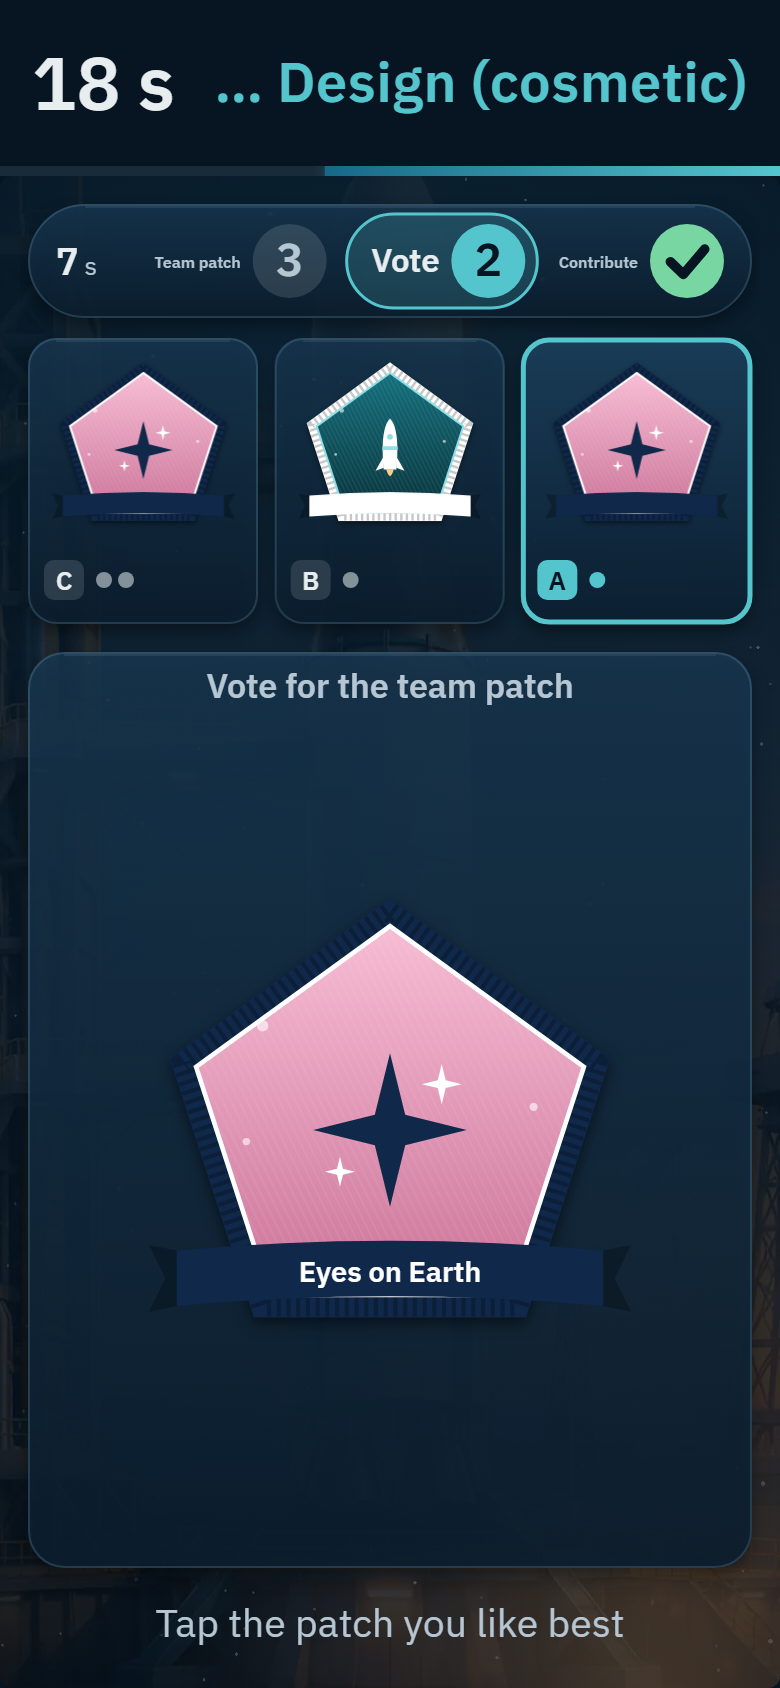 18 s
... Design (cosmetic)
7 s
Team patch 3
Vote 2
Contribute
C
B
A
Vote for the team patch
Eyes on Earth
Tap the patch you like best